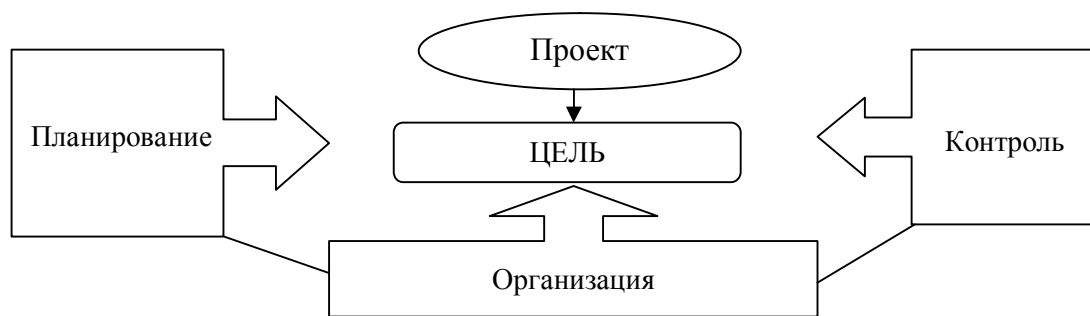 Проект
Планирование
ЦЕЛЬ
Контроль
Организация